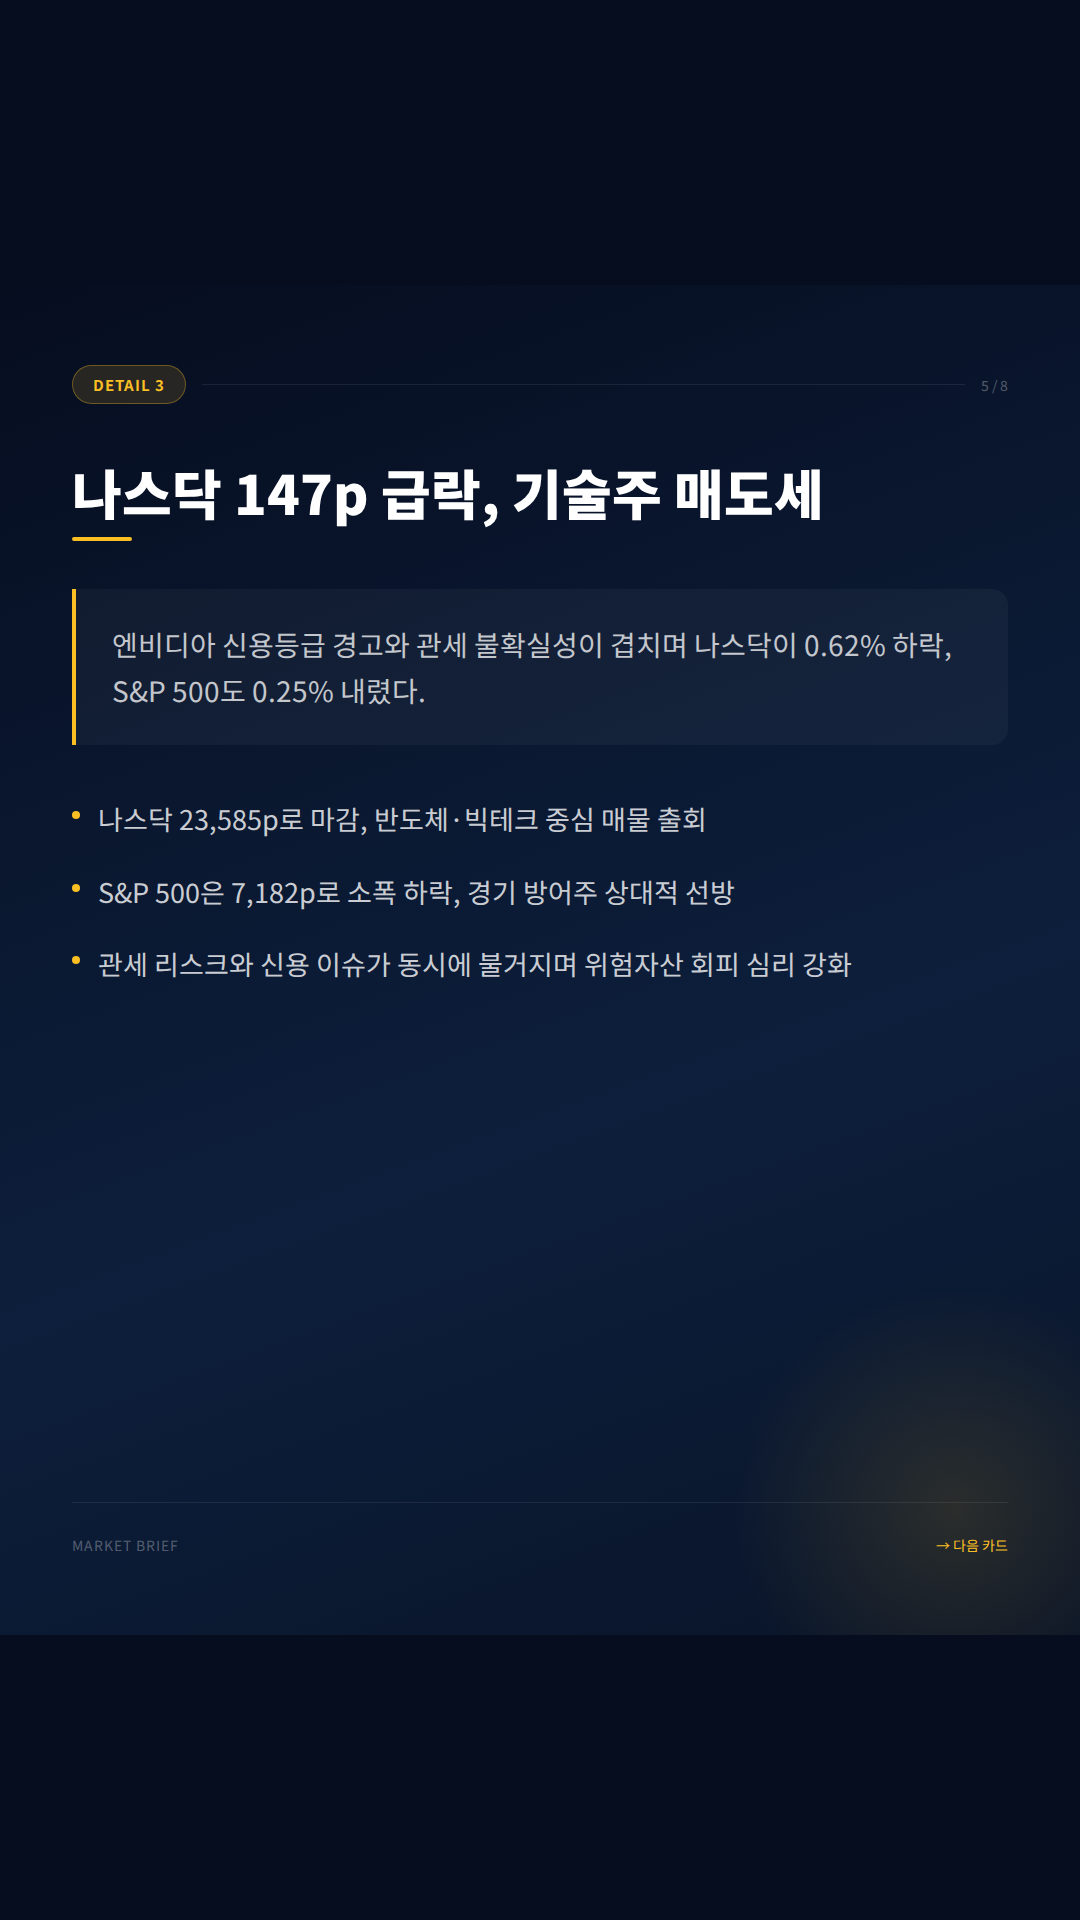 DETAIL 3
5 / 8
나스닥 147p 급락, 기술주 매도세
엔비디아 신용등급 경고와 관세 불확실성이 겹치며 나스닥이 0.62% 하락,
S&P 500도 0.25% 내렸다.
나스닥 23,585p로 마감, 반도체·빅테크 중심 매물 출회
S&P 500은 7,182p로 소폭 하락, 경기 방어주 상대적 선방
관세 리스크와 신용 이슈가 동시에 불거지며 위험자산 회피 심리 강화
MARKET BRIEF
→ 다음 카드